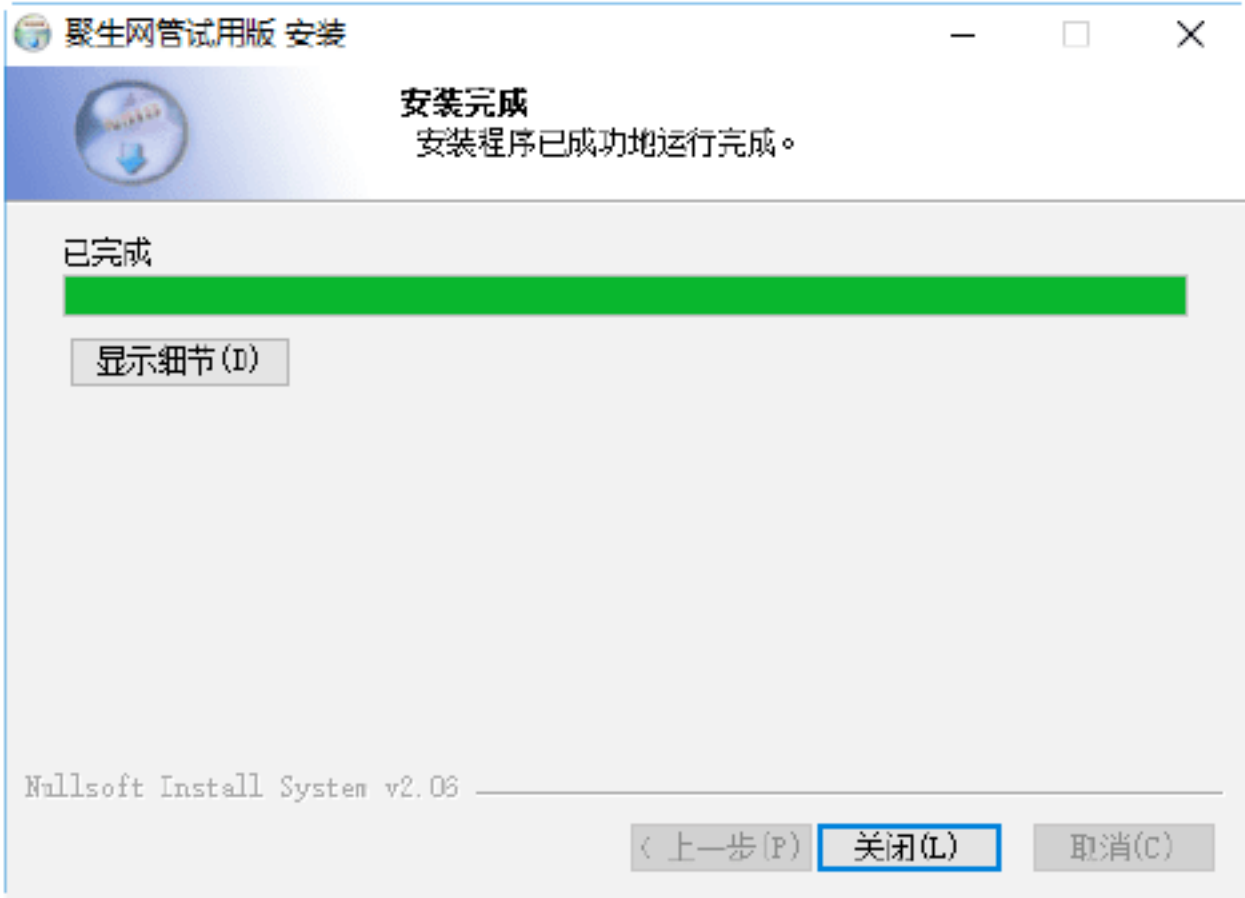 聚生网管试用版 安装
安装完成
安装程序已成功地运行完成。
已完成
显示细节(D)
Nullsoft Install System v2.06
< 上一步(P)
关闭(L)
取消(C)